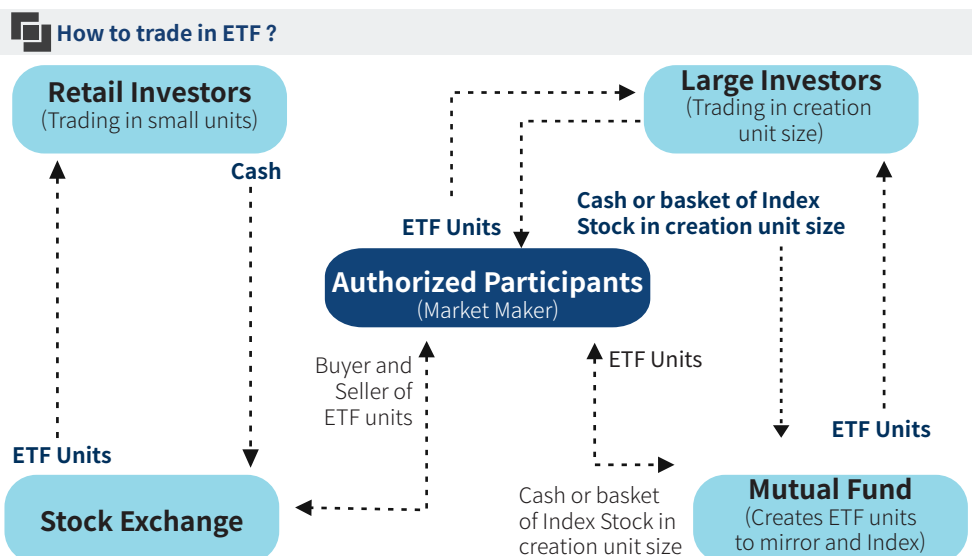 How to trade in ETF ?
Retail Investors
(Trading in small units)
Large Investors
(Trading in creation
unit size)
Cash
Cash or basket of Index
Stock in creation unit size
ETF Units
Authorized Participants
(Market Maker)
Buyer and
Seller of
ETF units
ETF Units
ETF Units
ETF Units
Stock Exchange
Cash or basket
of Index Stock in
creation unit size
Mutual Fund
(Creates ETF units
to mirror and Index)